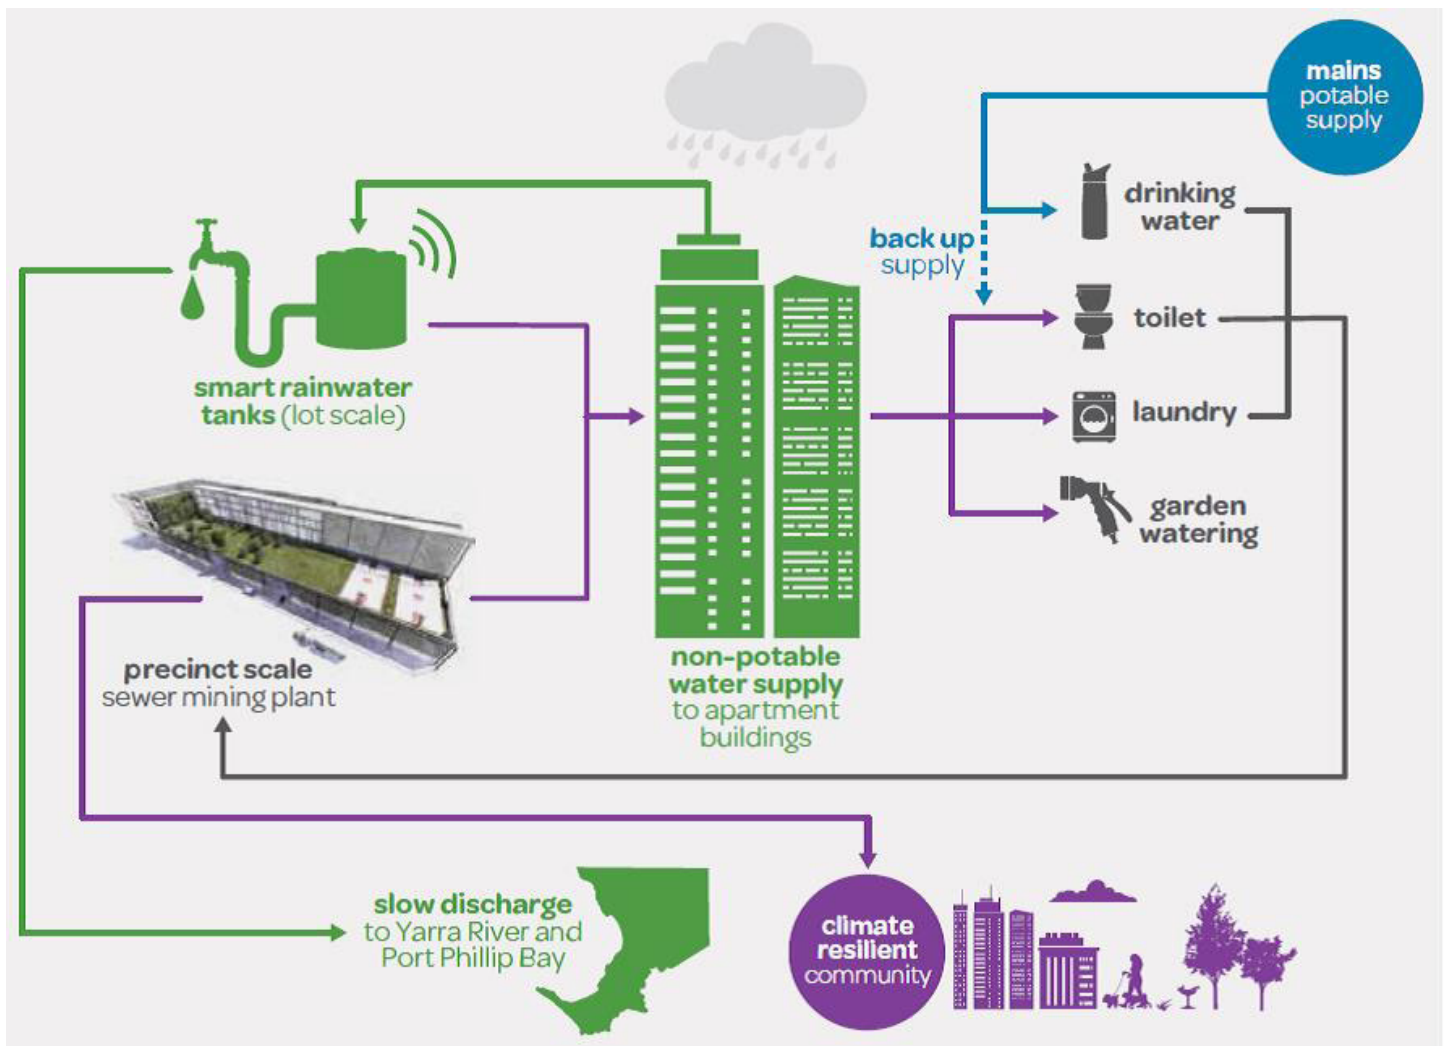 mains
potable
supply
drinking
water
back up
supply
toilet
smart rainwater
tanks (lot scale)
laundry
garden
watering
precinct scale
sewer mining plant
non-potable
water supply
to apartment
buildings
slow discharge
to Yarra River and
Port Phillip Bay
climate
resilient
community